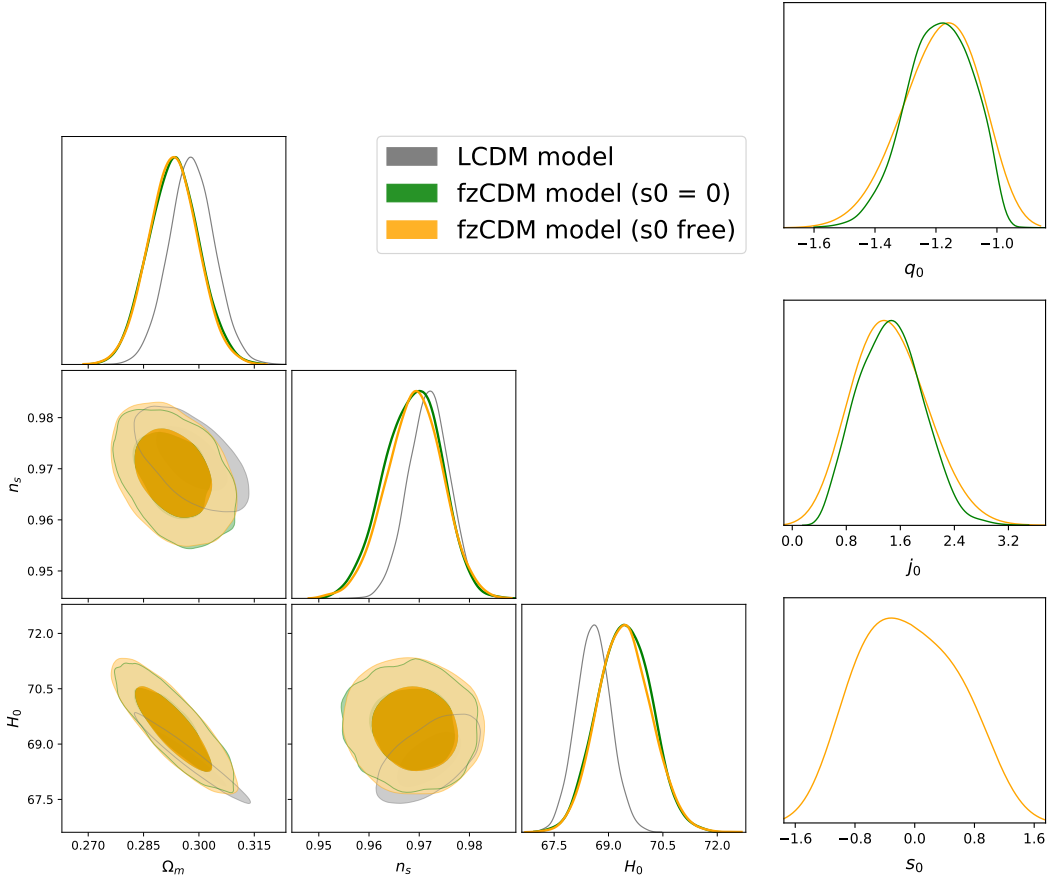 LCDM model
fzCDM model (s0 = 0)
fzCDM model (s0 free)
−1.6 −1.4 −1.2 −1.0
q₀
0.0 0.8 1.6 2.4 3.2
j₀
−1.6 −0.8 0.0 0.8 1.6
s₀
0.98
0.97
0.96
0.95
nₛ
72.0
70.5
69.0
67.5
H₀
0.270 0.285 0.300 0.315
Ωₘ
0.95 0.96 0.97 0.98
nₛ
67.5 69.0 70.5 72.0
H₀